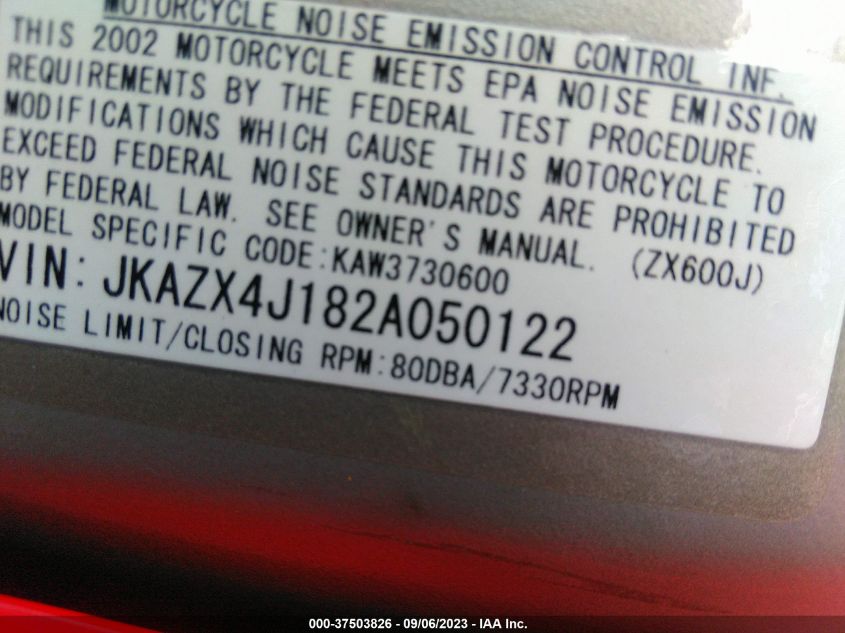 MOTORCYCLE NOISE EMISSION CONTROL INF.
THIS 2002 MOTORCYCLE MEETS EPA NOISE EMISSION
REQUIREMENTS BY THE FEDERAL TEST PROCEDURE.
MODIFICATIONS WHICH CAUSE THIS MOTORCYCLE TO
EXCEED FEDERAL NOISE STANDARDS ARE PROHIBITED
BY FEDERAL LAW. SEE OWNER'S MANUAL. (ZX600J)
MODEL SPECIFIC CODE:KAW3730600
VIN: JKAZX4J182A050122
NOISE LIMIT/CLOSING RPM:80DBA/7330RPM
000-37503826 - 09/06/2023 - IAA Inc.